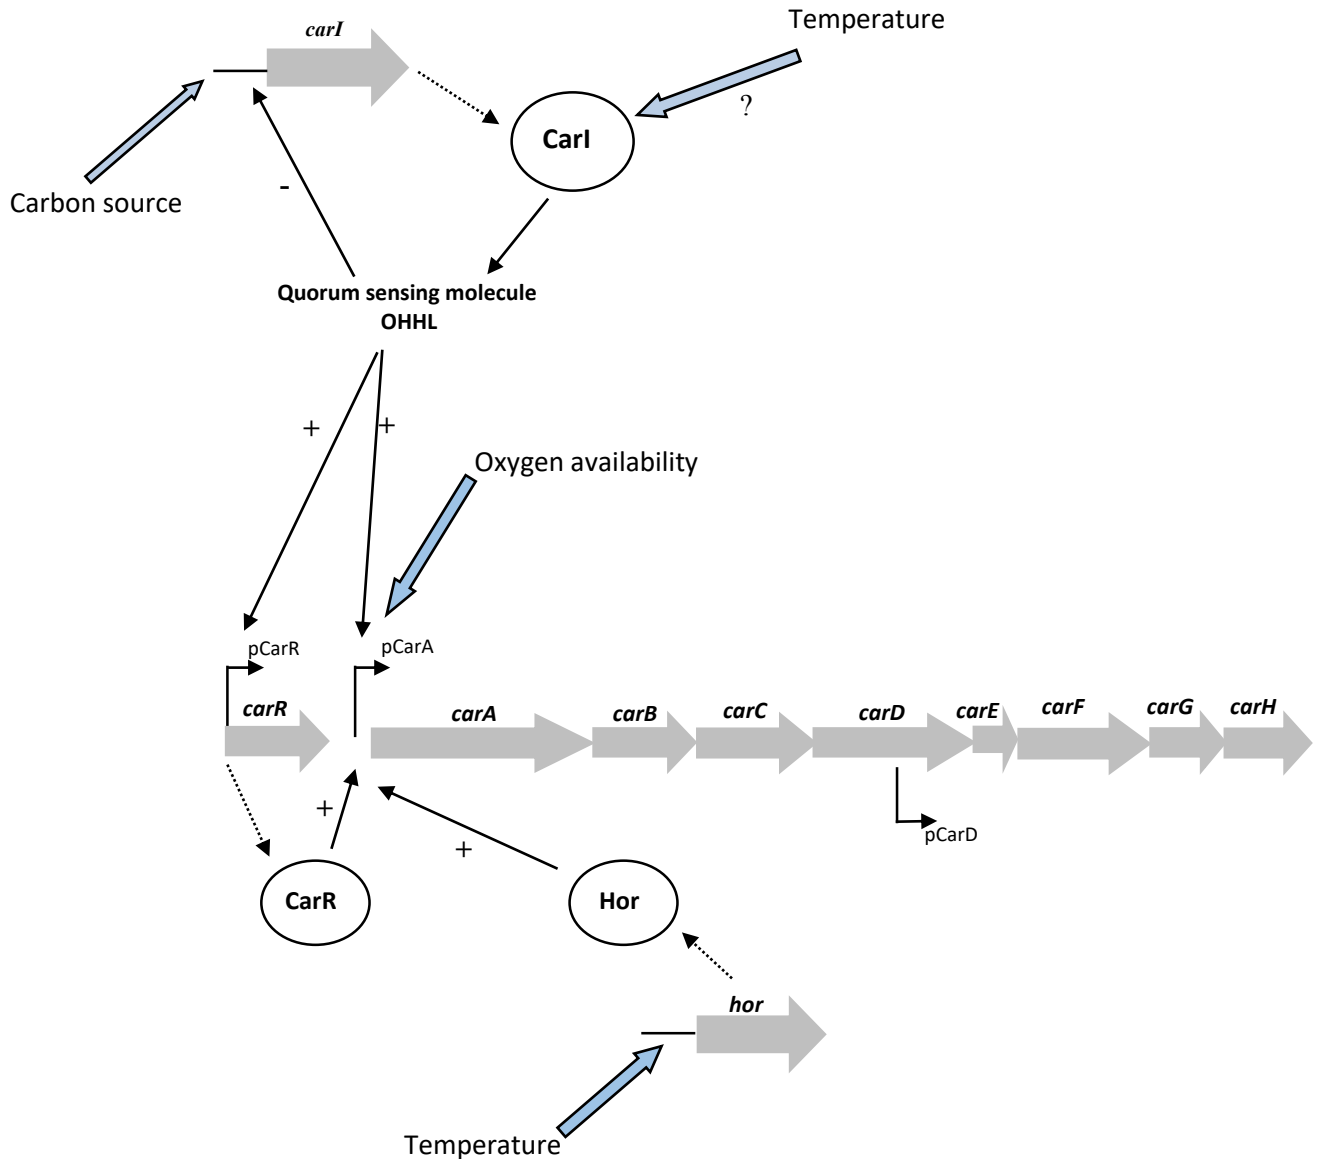 Temperature
carI
?
CarI
Carbon source
-
Quorum sensing molecule
OHHL
+
+
Oxygen availability
pCarR
pCarA
carR
carA
carB
carC
carD
carE
carF
carG
carH
+
pCarD
+
CarR
Hor
hor
Temperature